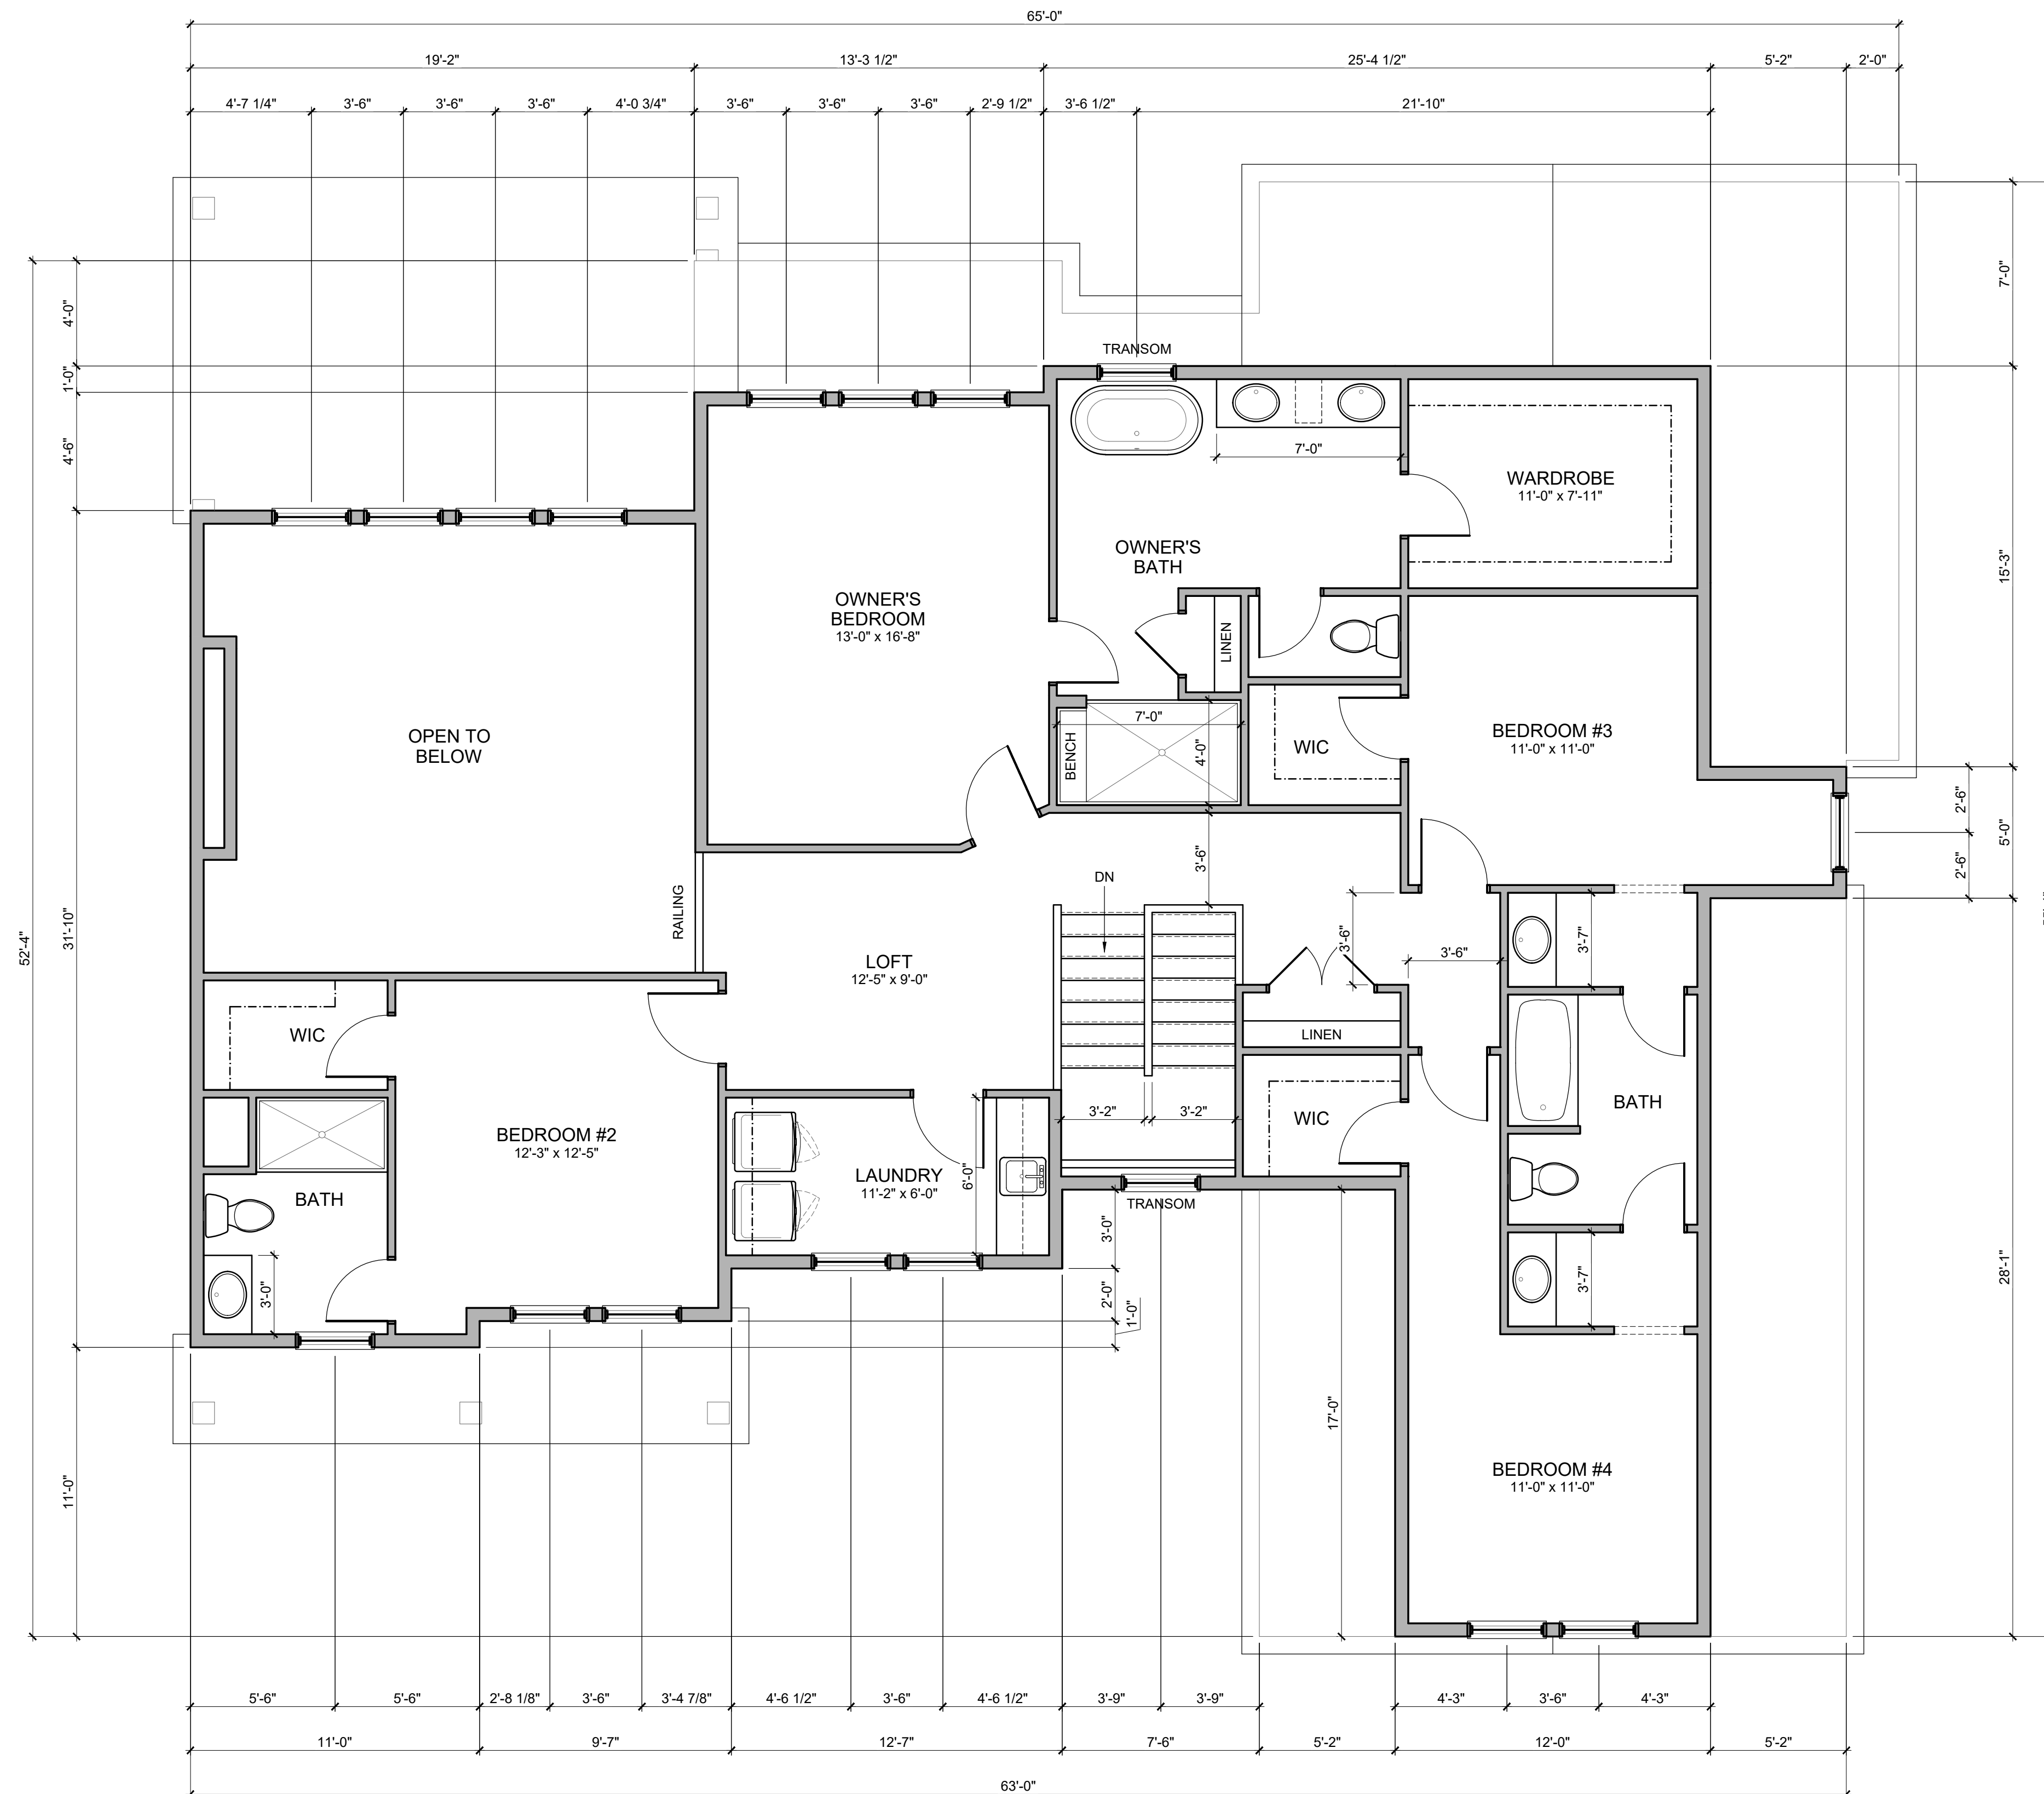 65'-0"
19'-2" 13'-3 1/2" 25'-4 1/2" 5'-2" 2'-0"
4'-7 1/4" 3'-6" 3'-6" 3'-6" 4'-0 3/4" 3'-6" 3'-6" 3'-6" 2'-9 1/2" 3'-6 1/2" 21'-10"
7'-0"
4'-0"
1'-0"
4'-6"
TRANSOM
7'-0"
WARDROBE
11'-0" x 7'-11"
OWNER'S
BATH
15'-3"
OWNER'S
BEDROOM
13'-0" x 16'-8"
LINEN
OPEN TO
BELOW
7'-0"
BENCH
4'-0"
WIC
BEDROOM #3
11'-0" x 11'-0"
2'-6"
5'-0"
2'-6"
3'-6"
DN
RAILING
52'-4"
31'-10"
LOFT
12'-5" x 9'-0"
3'-6"
3'-6"
3'-7"
WIC
LINEN
BATH
BEDROOM #2
12'-3" x 12'-5"
3'-2" 3'-2"
WIC
LAUNDRY
11'-2" x 6'-0"
6'-0"
BATH
TRANSOM
3'-0"
3'-0"
2'-0"
1'-0"
3'-7"
28'-1"
17'-0"
11'-0"
BEDROOM #4
11'-0" x 11'-0"
5'-6" 5'-6" 2'-8 1/8" 3'-6" 3'-4 7/8" 4'-6 1/2" 3'-6" 4'-6 1/2" 3'-9" 3'-9" 4'-3" 3'-6" 4'-3"
11'-0" 9'-7" 12'-7" 7'-6" 5'-2" 12'-0" 5'-2"
63'-0"